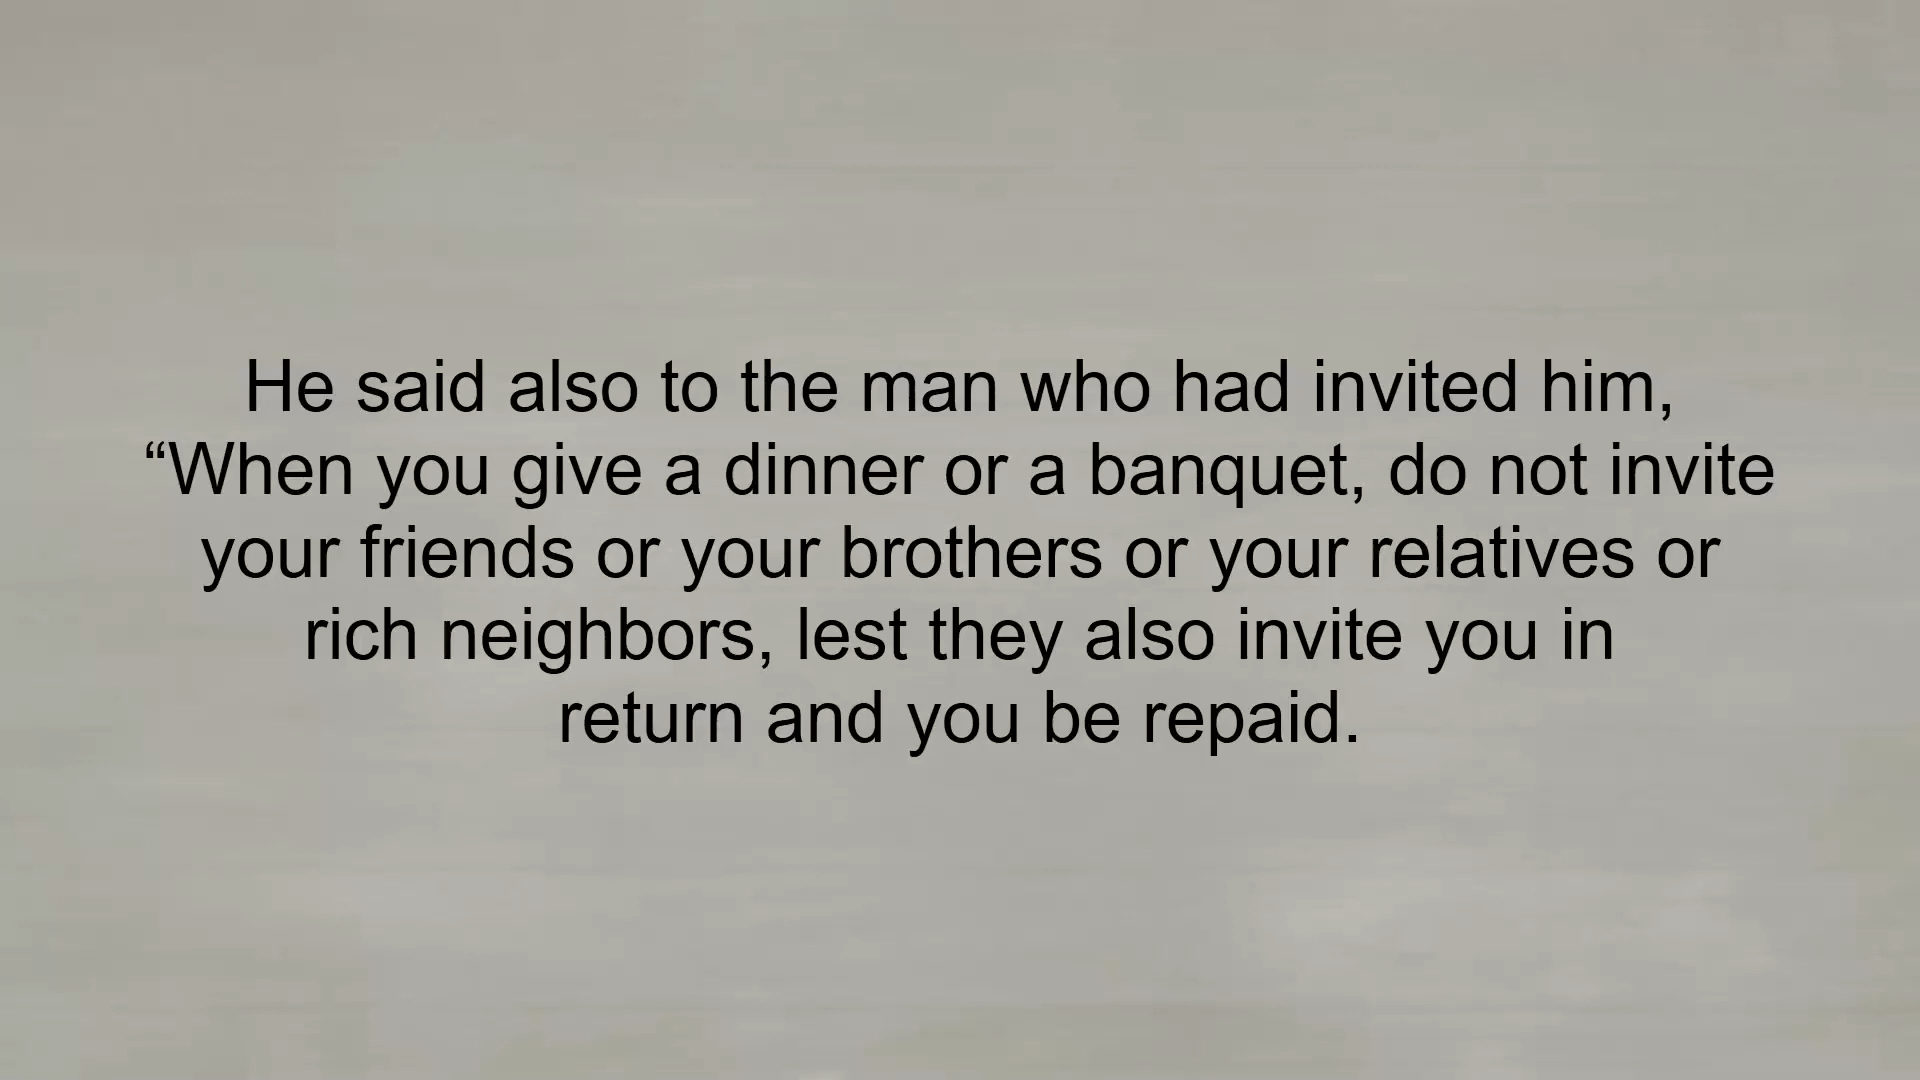 He said also to the man who had invited him,
“When you give a dinner or a banquet, do not invite
your friends or your brothers or your relatives or
rich neighbors, lest they also invite you in
return and you be repaid.